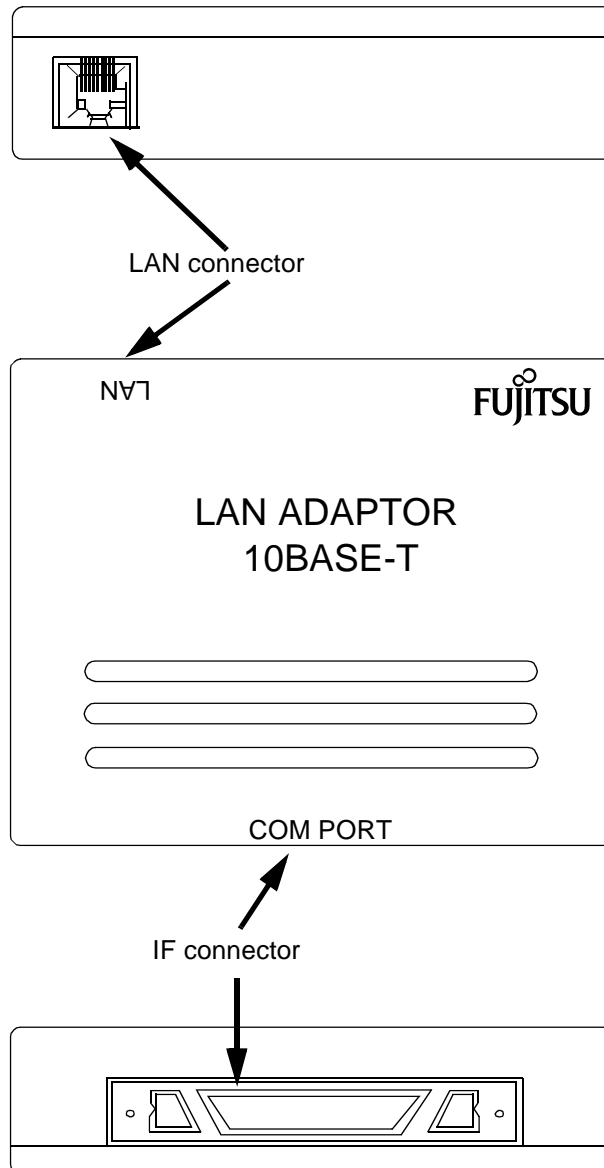 LAN connector
LAN
FUJITSU
LAN ADAPTOR
10BASE-T
COM PORT
IF connector